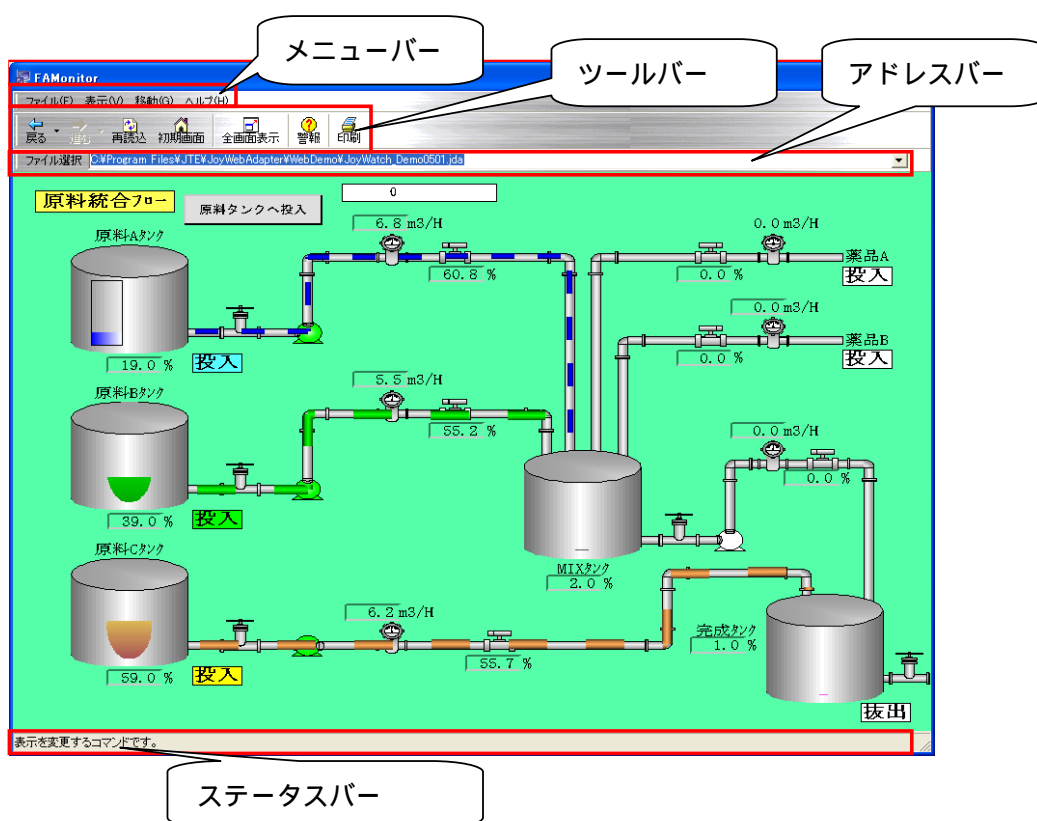 メニューバー
ツールバー
アドレスバー
FAMonitor
ファイル(F) 表示(V) 移動(G) ヘルプ(H)
戻る 進む 再読込 初期画面 全画面表示 警報 印刷
ファイル選択 C:¥Program Files¥JTE¥JoyWebAdapter¥WebDemo¥JoyWatch_Demo0501.jda
原料統合フロー
原料タンクへ投入
0
原料Aタンク
6.8 m3/H
0.0 m3/H
60.8 %
0.0 %
薬品A
投入
19.0 %
投入
0.0 m3/H
薬品B
0.0 %
投入
原料Bタンク
5.5 m3/H
55.2 %
0.0 m3/H
0.0 %
39.0 %
投入
原料Cタンク
MIXタンク
2.0 %
6.2 m3/H
55.7 %
完成タンク
1.0 %
59.0 %
投入
抜出
表示を変更するコマンドです。
ステータスバー